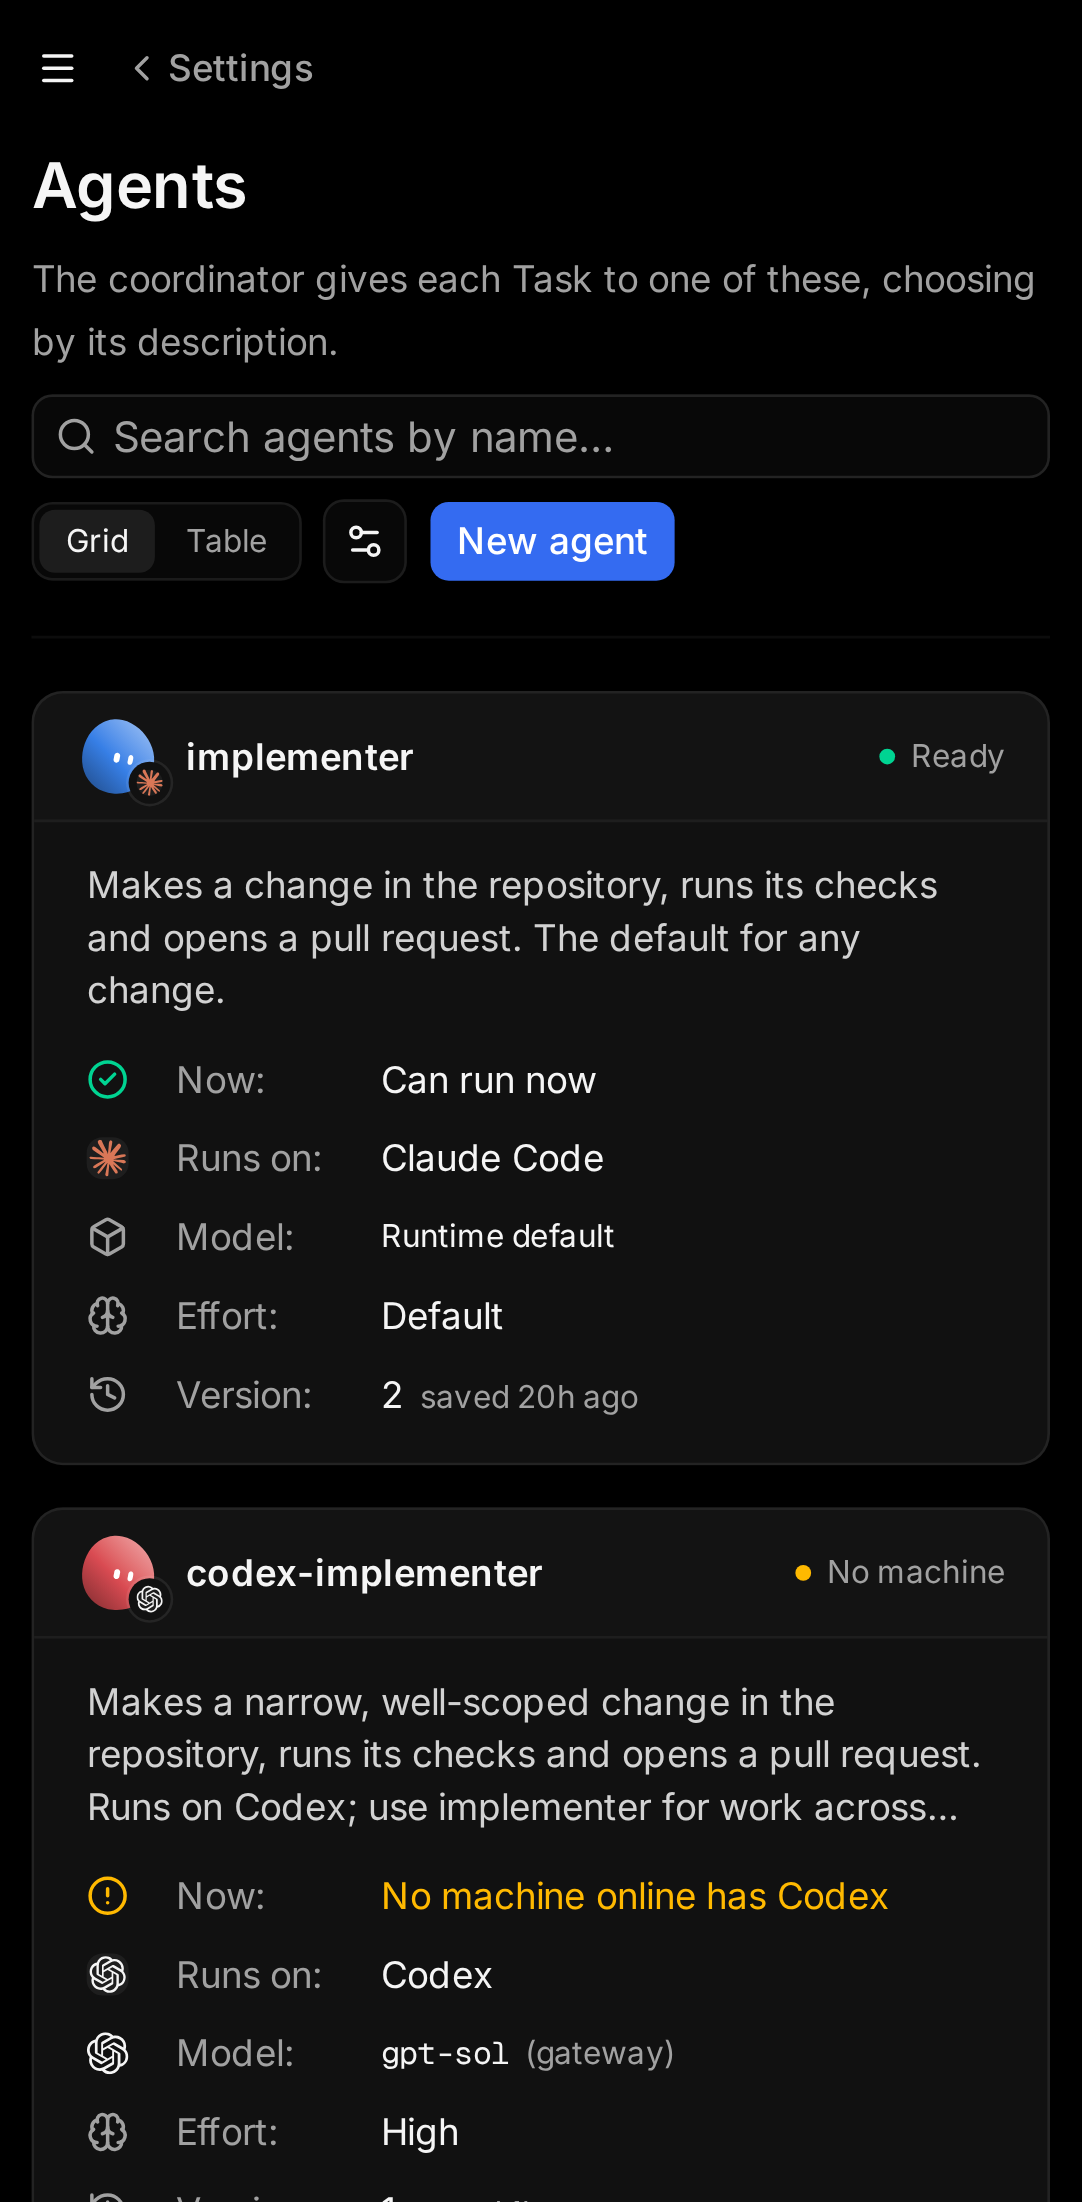 Settings
Agents
The coordinator gives each Task to one of these, choosing
by its description.
Search agents by name...
Grid Table New agent
implementer Ready
Makes a change in the repository, runs its checks
and opens a pull request. The default for any
change.
Now: Can run now
Runs on: Claude Code
Model: Runtime default
Effort: Default
Version: 2 saved 20h ago
codex-implementer No machine
Makes a narrow, well-scoped change in the
repository, runs its checks and opens a pull request.
Runs on Codex; use implementer for work across...
Now: No machine online has Codex
Runs on: Codex
Model: gpt-sol (gateway)
Effort: High